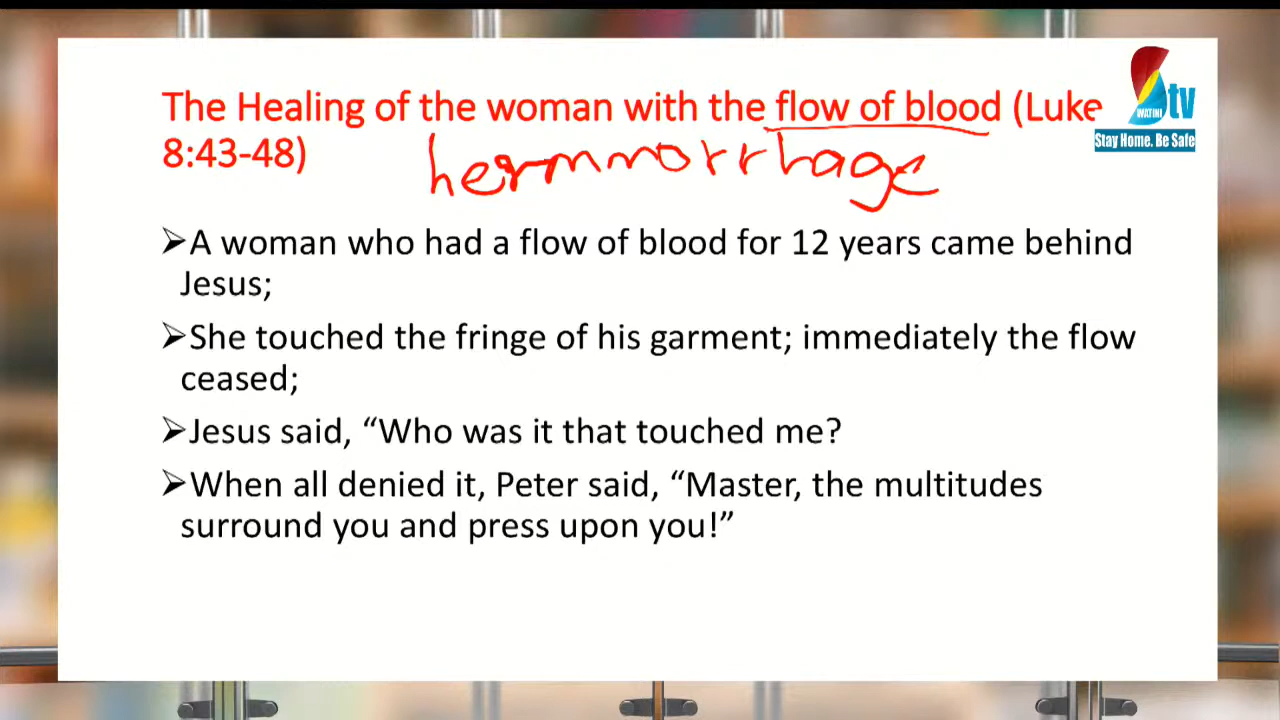 The Healing of the woman with the flow of blood (Luke
8:43-48)
hermmorrhage
tv
Stay Home. Be Safe
➢A woman who had a flow of blood for 12 years came behind
Jesus;
➢She touched the fringe of his garment; immediately the flow
ceased;
➢Jesus said, “Who was it that touched me?
➢When all denied it, Peter said, “Master, the multitudes
surround you and press upon you!”